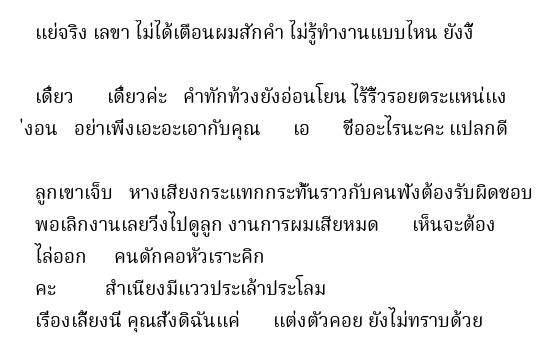 แย่จริง เลขา ไม่ได้เตือนผมสักคำ ไม่รู้ทำงานแบบไหน ยังงี้
เดี๋ยว เดี๋ยวค่ะ คำทักท้วงยังอ่อนโยน ไร้ริ้วรอยตระแหน่แง
่งอน อย่าเพิ่งเอะอะเอากับคุณ เอ ชื่ออะไรนะคะ แปลกดี
ลูกเขาเจ็บ หางเสียงกระแทกกระทั้นราวกับคนฟังต้องรับผิดชอบ
พอเลิกงานเลยวิ่งไปดูลูก งานการผมเสียหมด เห็นจะต้อง
ไล่ออก คนดักคอหัวเราะคิก
คะ สำเนียงมีแววประเล้าประโลม
เรื่องเลี้ยงนี่ คุณสั่งดิฉันแค่ แต่งตัวคอย ยังไม่ทราบด้วย